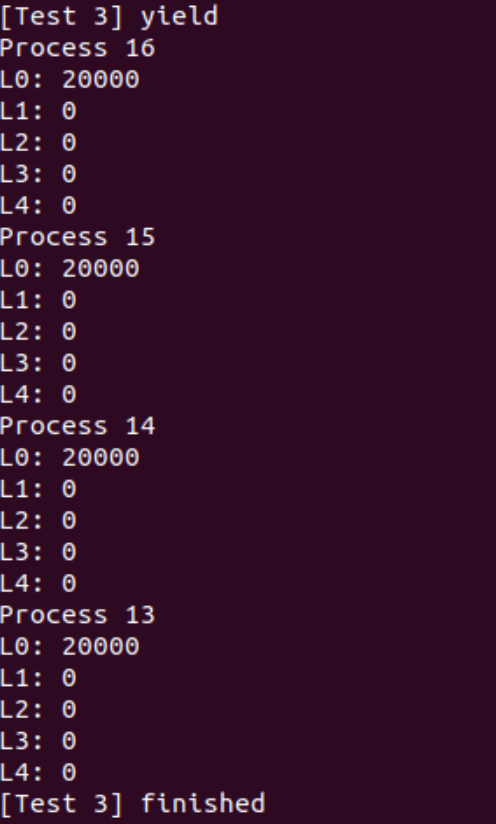 [Test 3] yield
Process 16
L0: 20000
L1: 0
L2: 0
L3: 0
L4: 0
Process 15
L0: 20000
L1: 0
L2: 0
L3: 0
L4: 0
Process 14
L0: 20000
L1: 0
L2: 0
L3: 0
L4: 0
Process 13
L0: 20000
L1: 0
L2: 0
L3: 0
L4: 0
[Test 3] finished